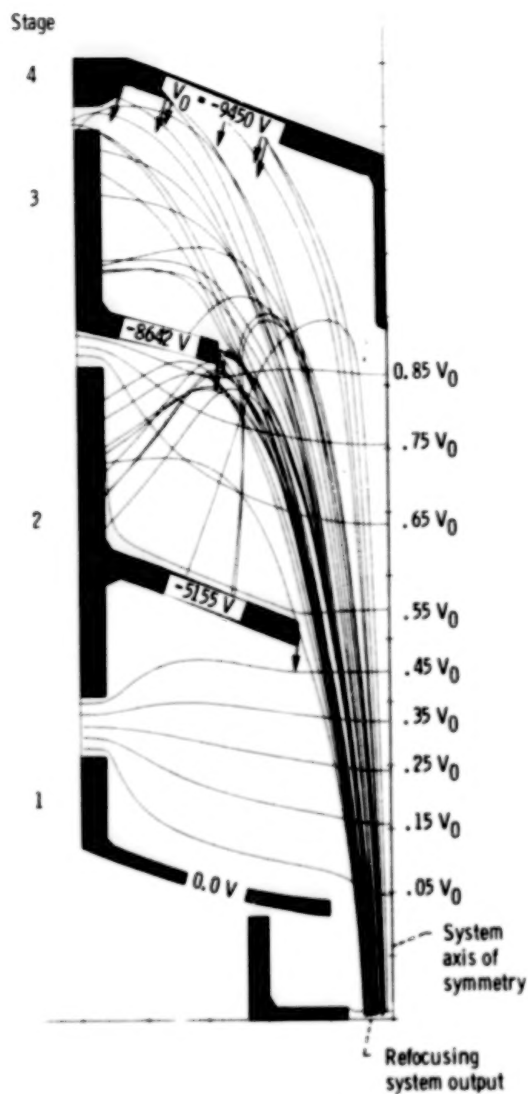 Stage
4
V0 = -9450 V
3
-8642 V
0.85 V0
.75 V0
.65 V0
2
-5155 V
.55 V0
.45 V0
.35 V0
.25 V0
1
.15 V0
0.0 V
.05 V0
System
axis of
symmetry
Refocusing
system output